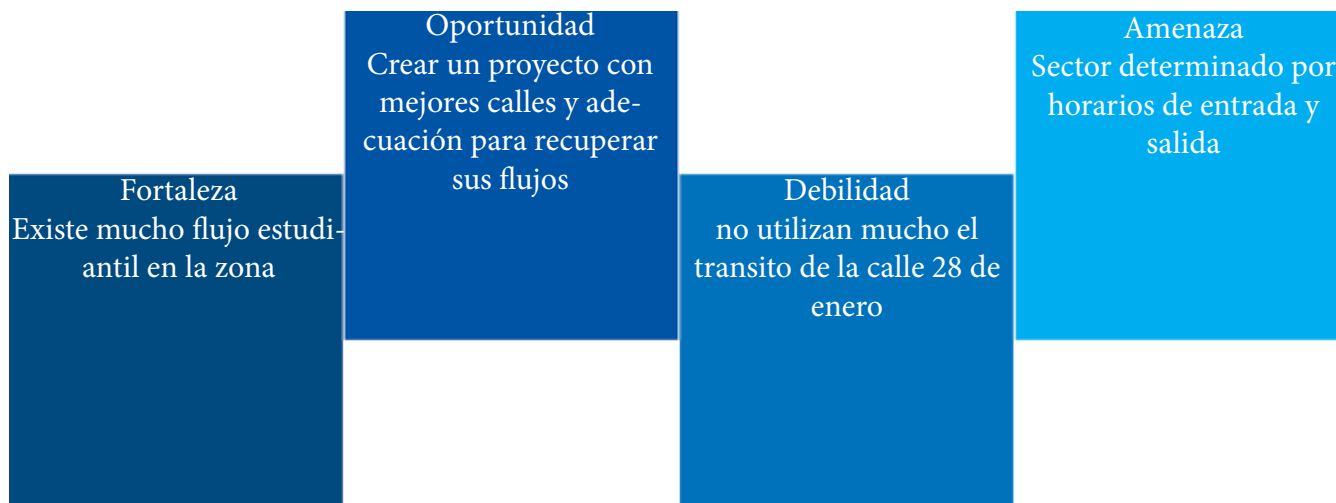 Fortaleza
Existe mucho flujo estudi-
antil en la zona
Oportunidad
Crear un proyecto con
mejores calles y ade-
cuación para recuperar
sus flujos
Debilidad
no utilizan mucho el
transito de la calle 28 de
enero
Amenaza
Sector determinado por
horarios de entrada y
salida